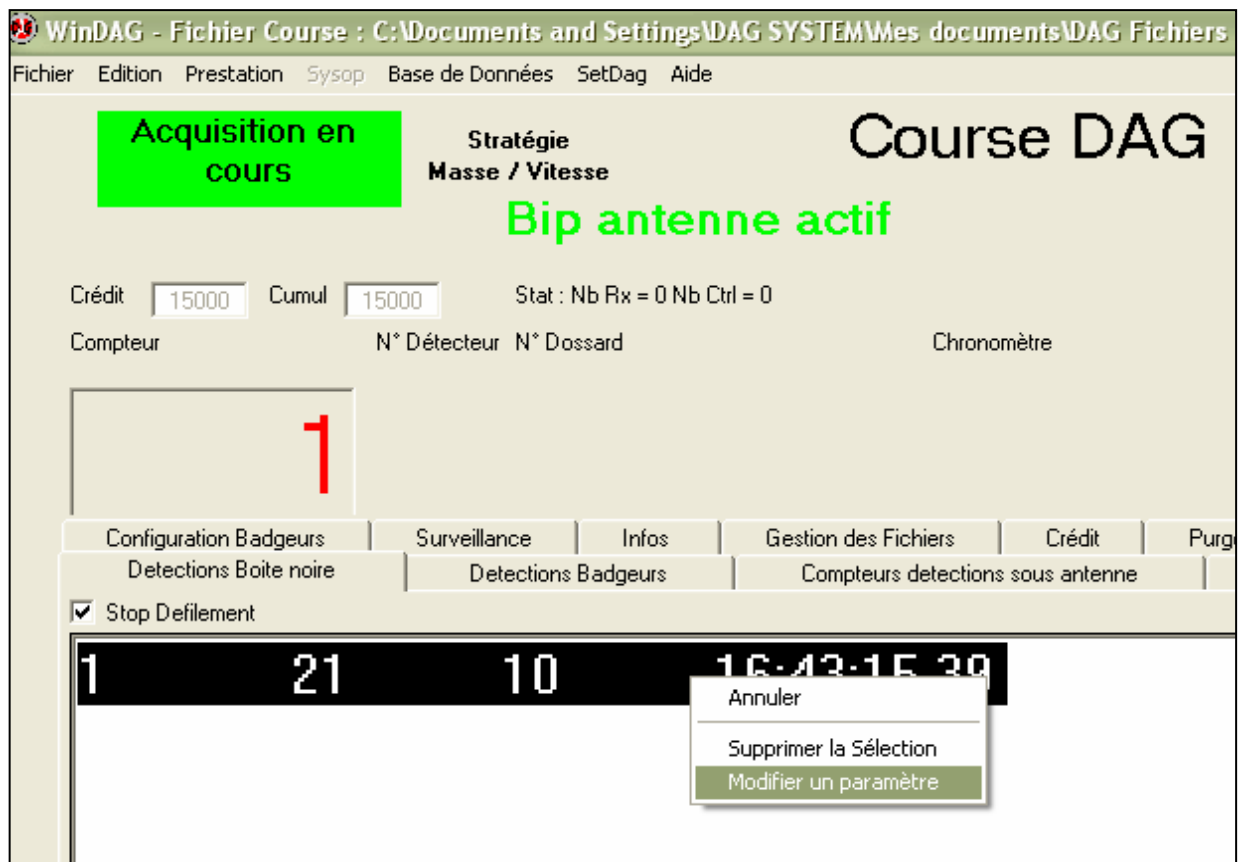 WinDAG - Fichier Course : C:\Documents and Settings\DAG SYSTEM\Mes documents\DAG Fichiers
Fichier Edition Prestation Sysop Base de Données SetDag Aide
Acquisition en
cours
Stratégie
Masse / Vitesse
Course DAG
Bip antenne actif
Crédit 15000 Cumul 15000 Stat : Nb Rx = 0 Nb Ctrl = 0
Compteur N° Détecteur N° Dossard Chronomètre
1
Configuration Badgeurs Surveillance Infos Gestion des Fichiers Crédit
Detections Boite noire Detections Badgeurs Compteurs detections sous antenne
Stop Defilement
1 21 10 16:43:15.39
Annuler
Supprimer la Sélection
Modifier un paramètre